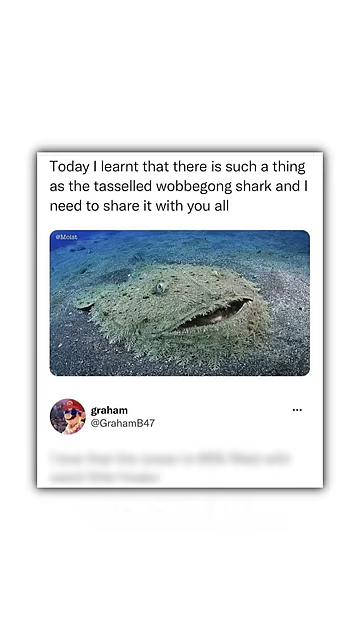 Today I learnt that there is such a thing
as the tasselled wobbegong shark and I
need to share it with you all
@Moist
graham
@GrahamB47